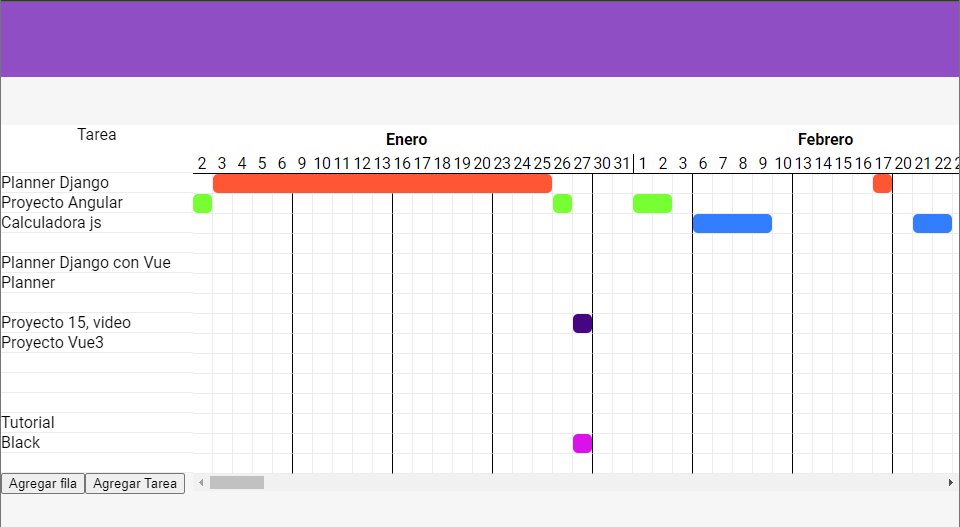 Tarea
Enero Febrero
2 3 4 5 6 9 10 11 12 13 16 17 18 19 20 23 24 25 26 27 30 31 1 2 3 6 7 8 9 10 13 14 15 16 17 20 21 22
Planner Django
Proyecto Angular
Calculadora js
Planner Django con Vue
Planner
Proyecto 15, video
Proyecto Vue3
Tutorial
Black
Agregar fila Agregar Tarea